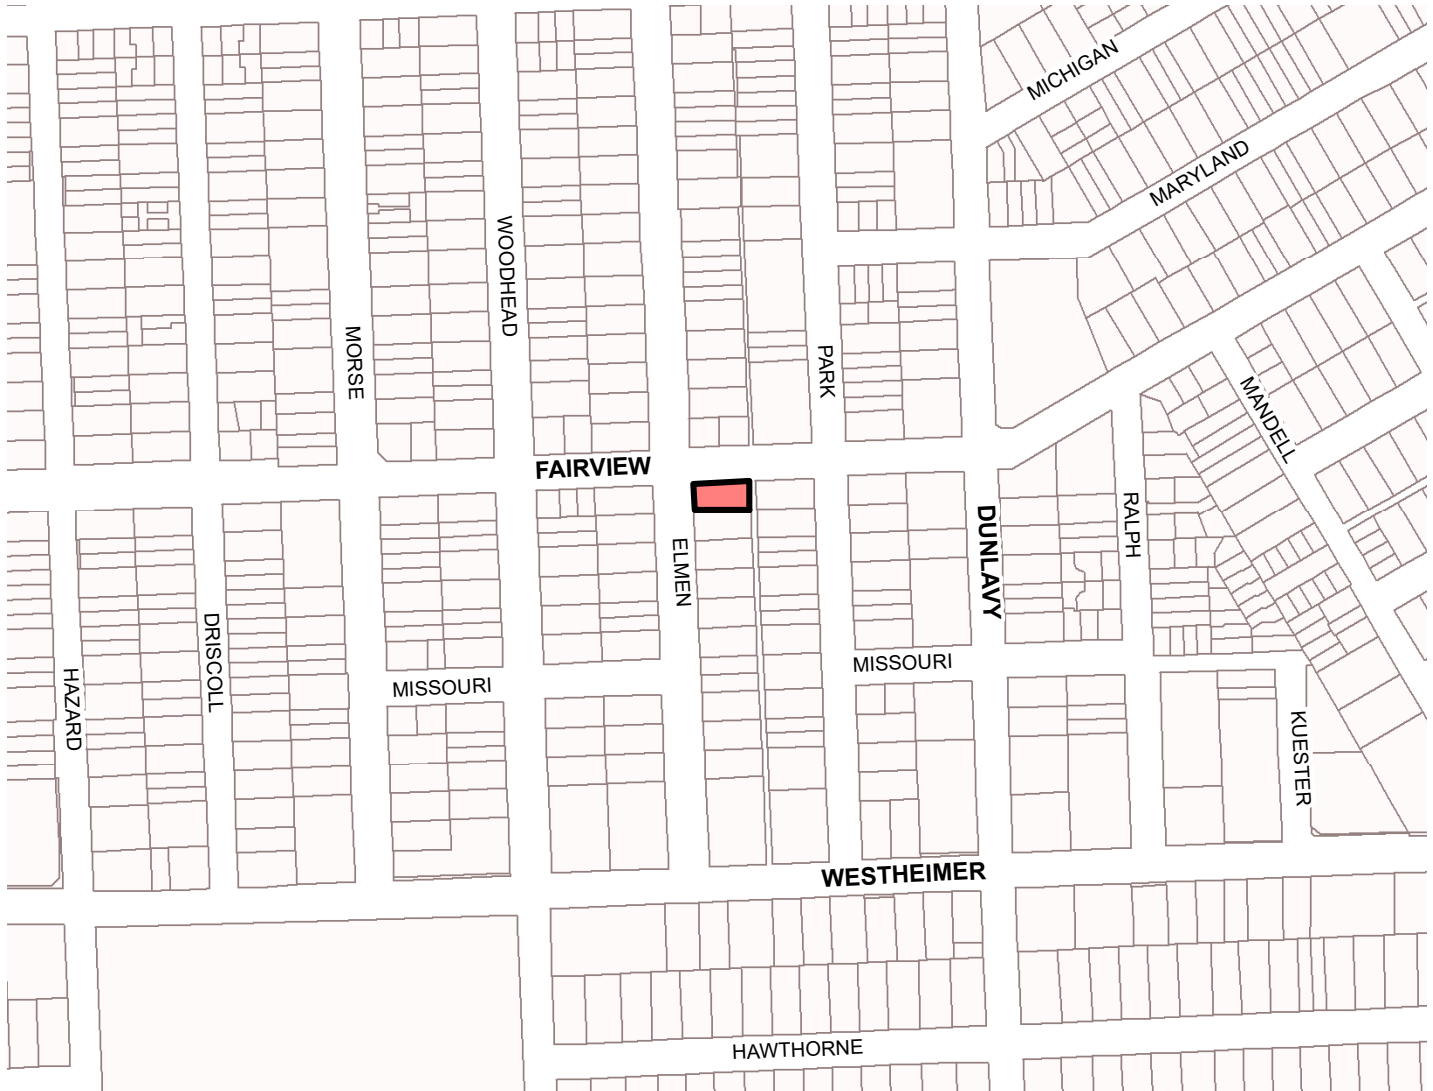 MICHIGAN
MARYLAND
WOODHEAD
MORSE
PARK
MANDELL
FAIRVIEW
RALPH
DUNLAVY
ELMEN
DRISCOLL
HAZARD
MISSOURI
MISSOURI
KUESTER
WESTHEIMER
HAWTHORNE